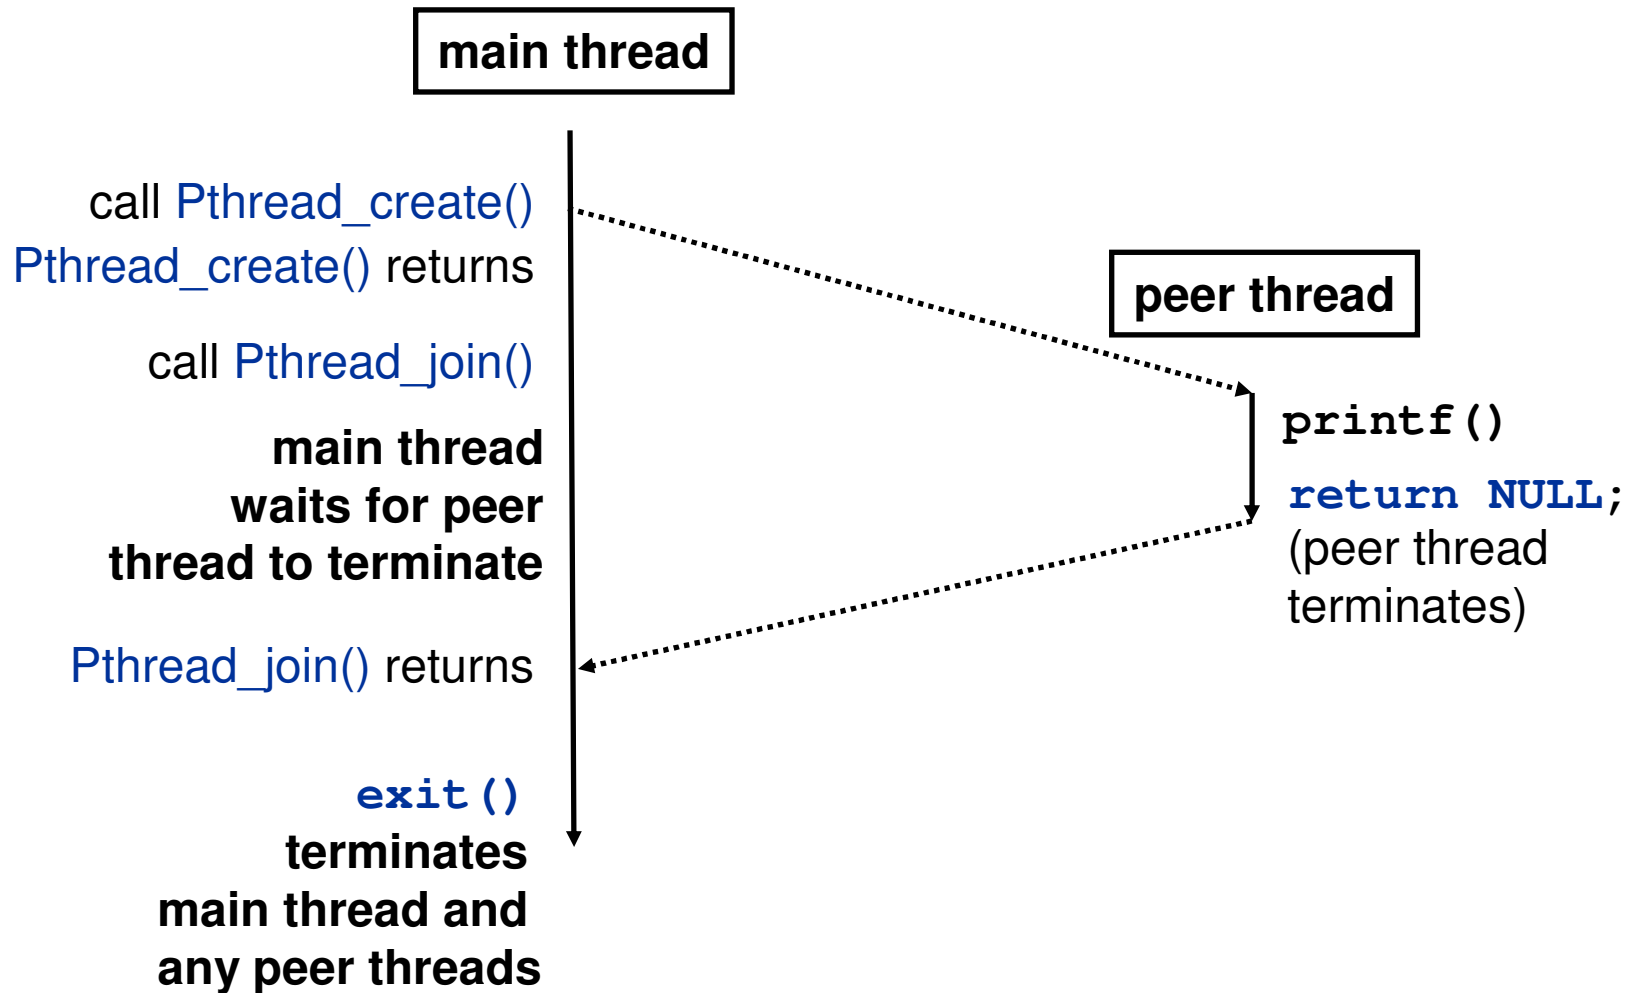 main thread
call Pthread_create()
Pthread_create() returns
call Pthread_join()
main thread
waits for peer
thread to terminate
Pthread_join() returns
exit()
terminates
main thread and
any peer threads
peer thread
printf()
return NULL;
(peer thread
terminates)